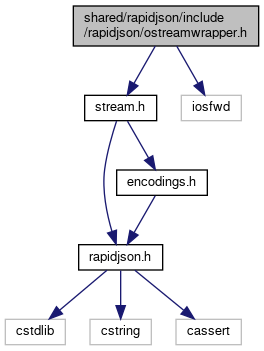 shared/rapidjson/include
/rapidjson/ostreamwrapper.h
stream.h
iosfwd
encodings.h
rapidjson.h
cstdlib
cstring
cassert